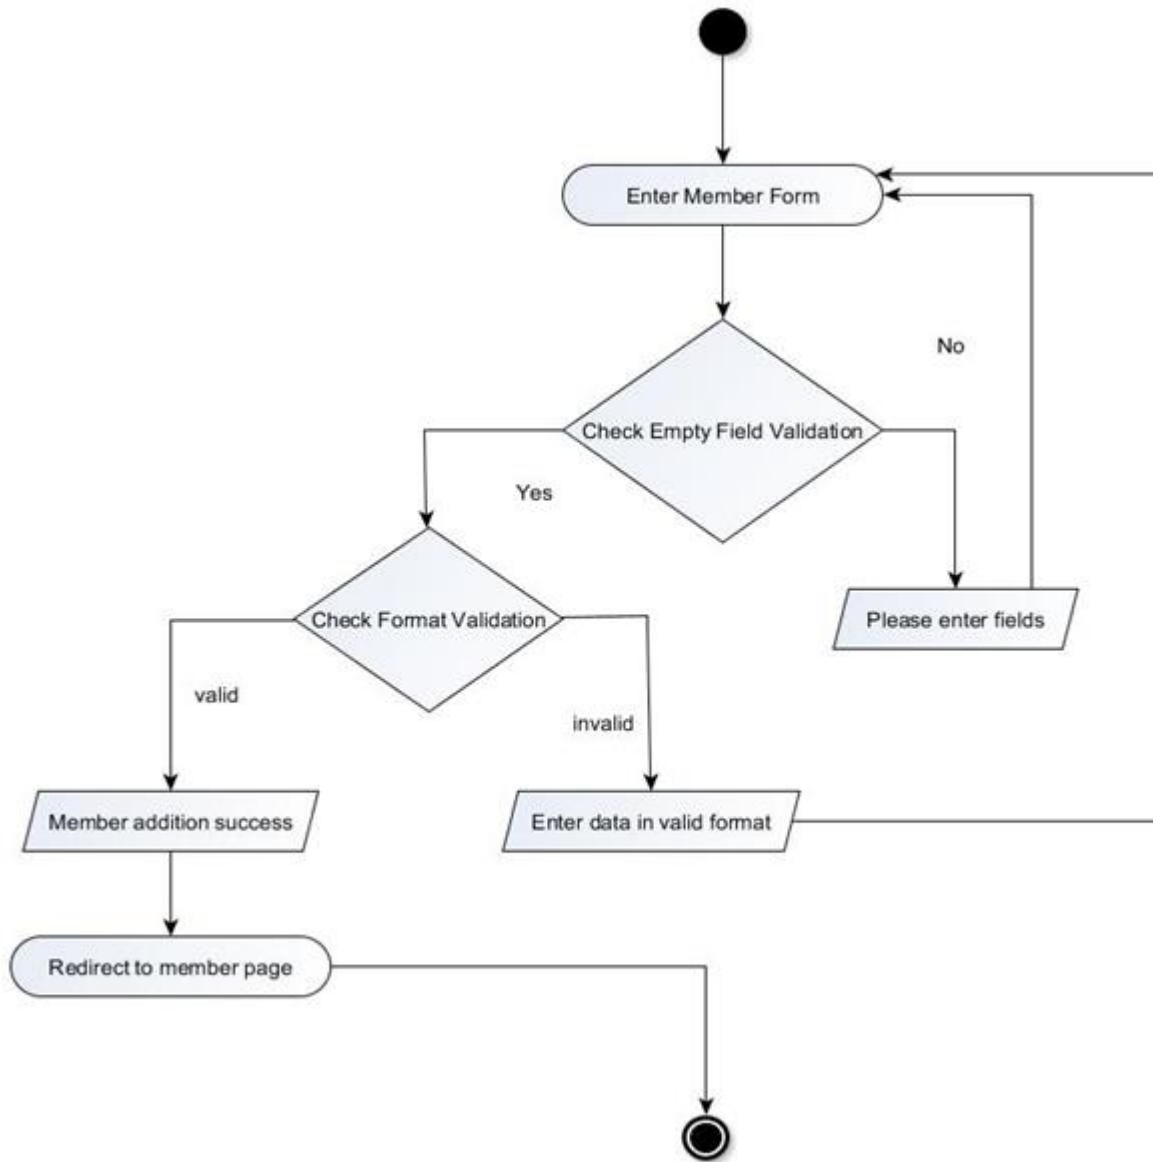 Enter Member Form
No
Check Empty Field Validation
Yes
Check Format Validation
Please enter fields
valid
invalid
Member addition success
Enter data in valid format
Redirect to member page